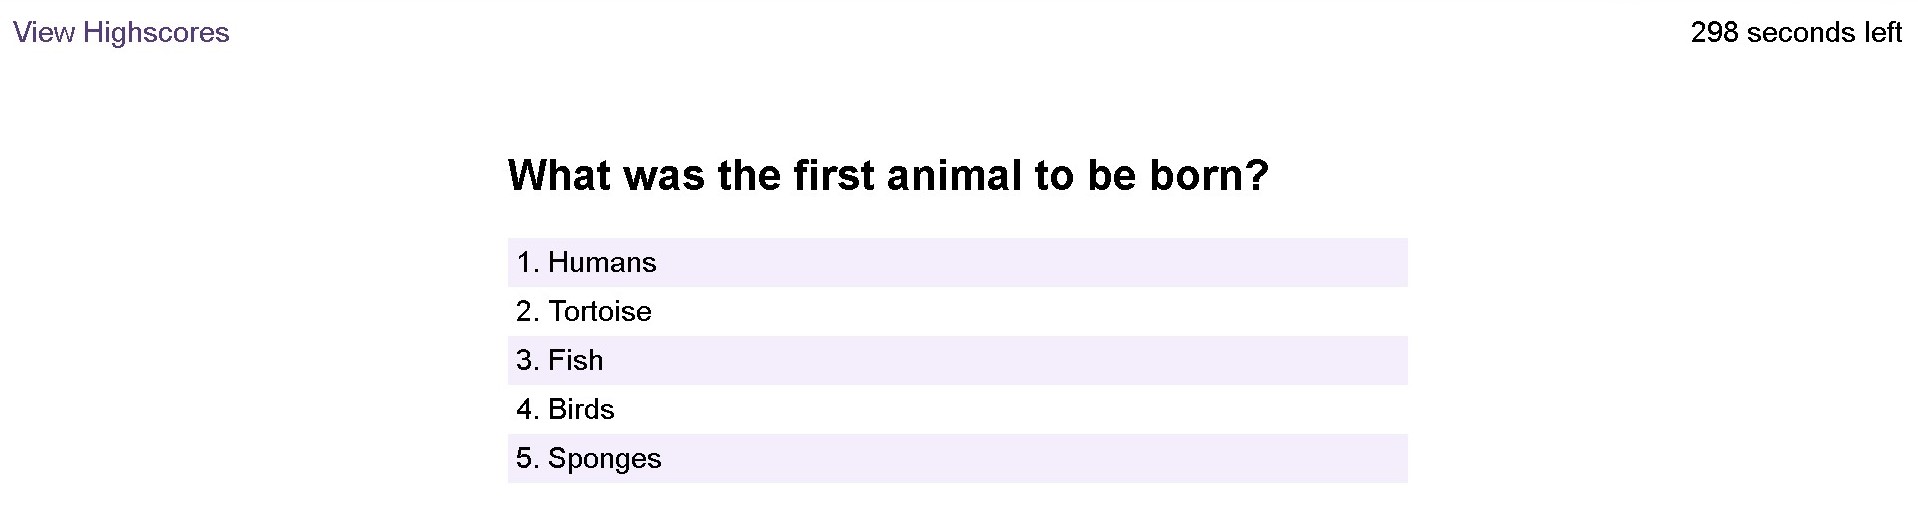 View Highscores
298 seconds left
What was the first animal to be born?
1. Humans
2. Tortoise
3. Fish
4. Birds
5. Sponges